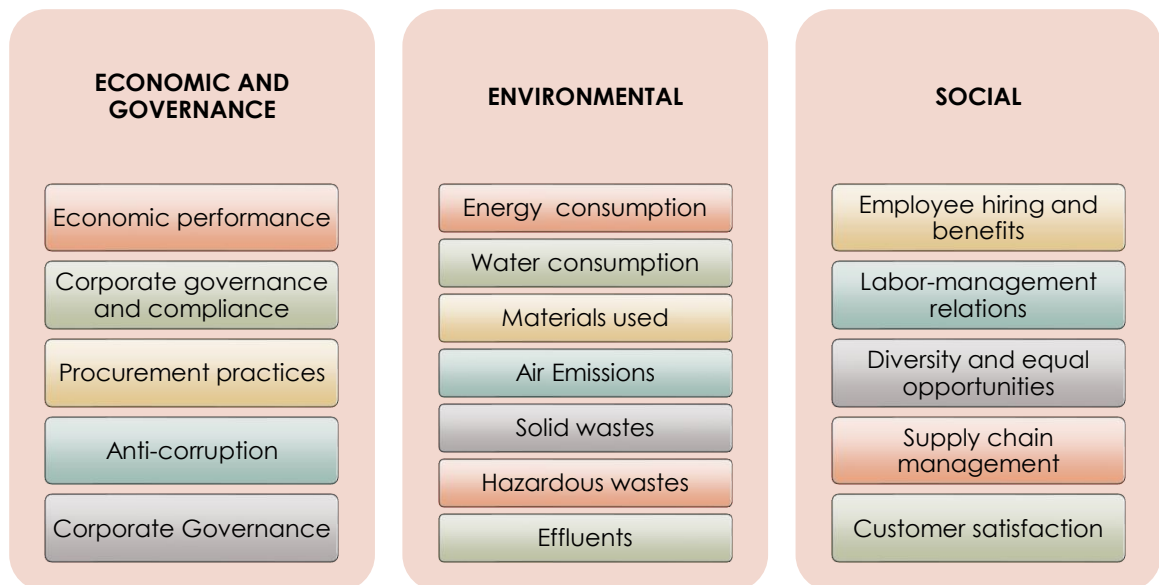 ECONOMIC AND
GOVERNANCE
Economic performance
Corporate governance
and compliance
Procurement practices
Anti-corruption
Corporate Governance
ENVIRONMENTAL
Energy consumption
Water consumption
Materials used
Air Emissions
Solid wastes
Hazardous wastes
Effluents
SOCIAL
Employee hiring and
benefits
Labor-management
relations
Diversity and equal
opportunities
Supply chain
management
Customer satisfaction